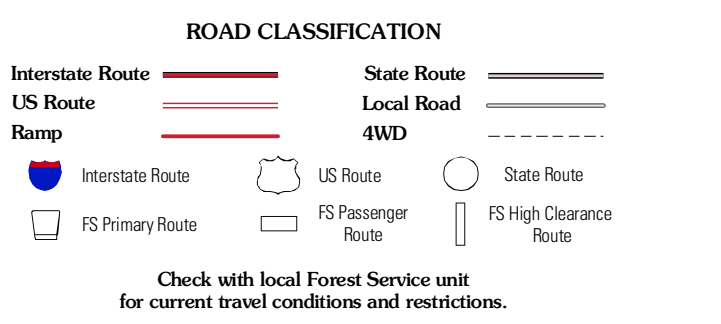 ROAD CLASSIFICATION
Interstate Route
State Route
US Route
Local Road
Ramp
4WD
Interstate Route
US Route
State Route
FS Primary Route
FS Passenger
Route
FS High Clearance
Route
Check with local Forest Service unit
for current travel conditions and restrictions.